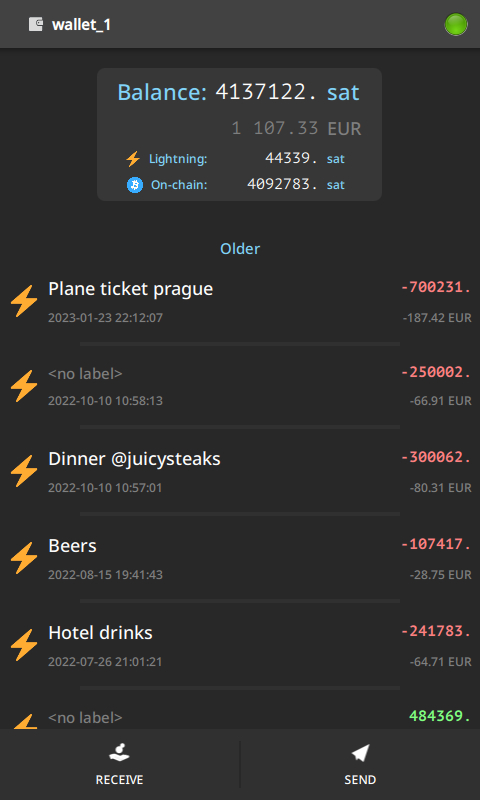 wallet_1
Balance: 4137122. sat
1 107.33 EUR
Lightning: 44339. sat
On-chain: 4092783. sat
Older
Plane ticket prague -700231.
2023-01-23 22:12:07 -187.42 EUR
<no label> -250002.
2022-10-10 10:58:13 -66.91 EUR
Dinner @juicysteaks -300062.
2022-10-10 10:57:01 -80.31 EUR
Beers -107417.
2022-08-15 19:41:43 -28.75 EUR
Hotel drinks -241783.
2022-07-26 21:01:21 -64.71 EUR
<no label> 484369.
RECEIVE SEND